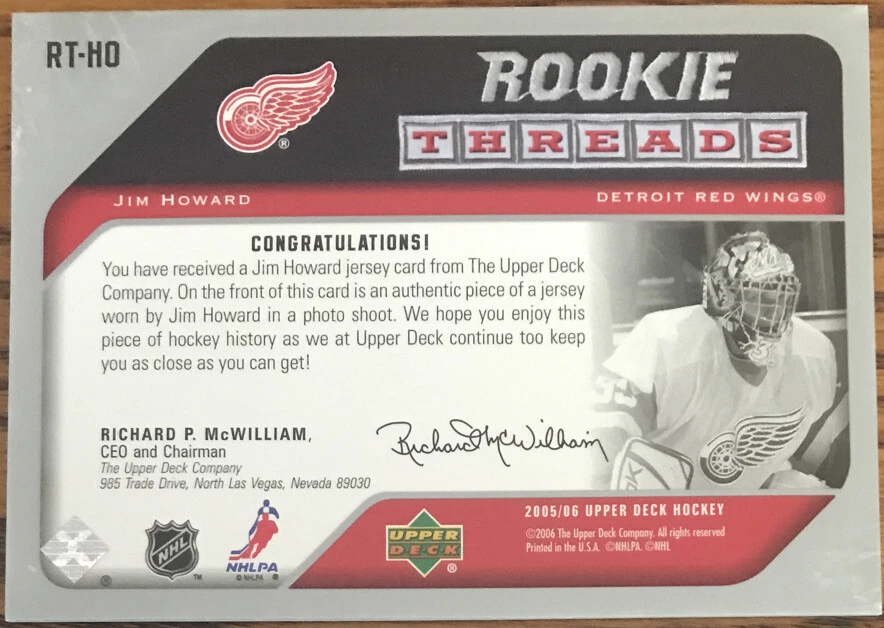 RT-HO
ROOKIE
THREADS
®
JIM HOWARD
DETROIT RED WINGS®
CONGRATULATIONS!
You have received a Jim Howard jersey card from The Upper Deck
Company. On the front of this card is an authentic piece of a jersey
worn by Jim Howard in a photo shoot. We hope you enjoy this
piece of hockey history as we at Upper Deck continue too keep
you as close as you can get!
RICHARD P. McWILLIAM,
CEO and Chairman
The Upper Deck Company
985 Trade Drive, North Las Vegas, Nevada 89030
Richard McWilliam
NHL
™
NHLPA
© NHLPA ®
UPPER
DECK
®
2005/06 UPPER DECK HOCKEY
©2006 The Upper Deck Company. All rights reserved
Printed in the U.S.A. ©NHLPA. ©NHL